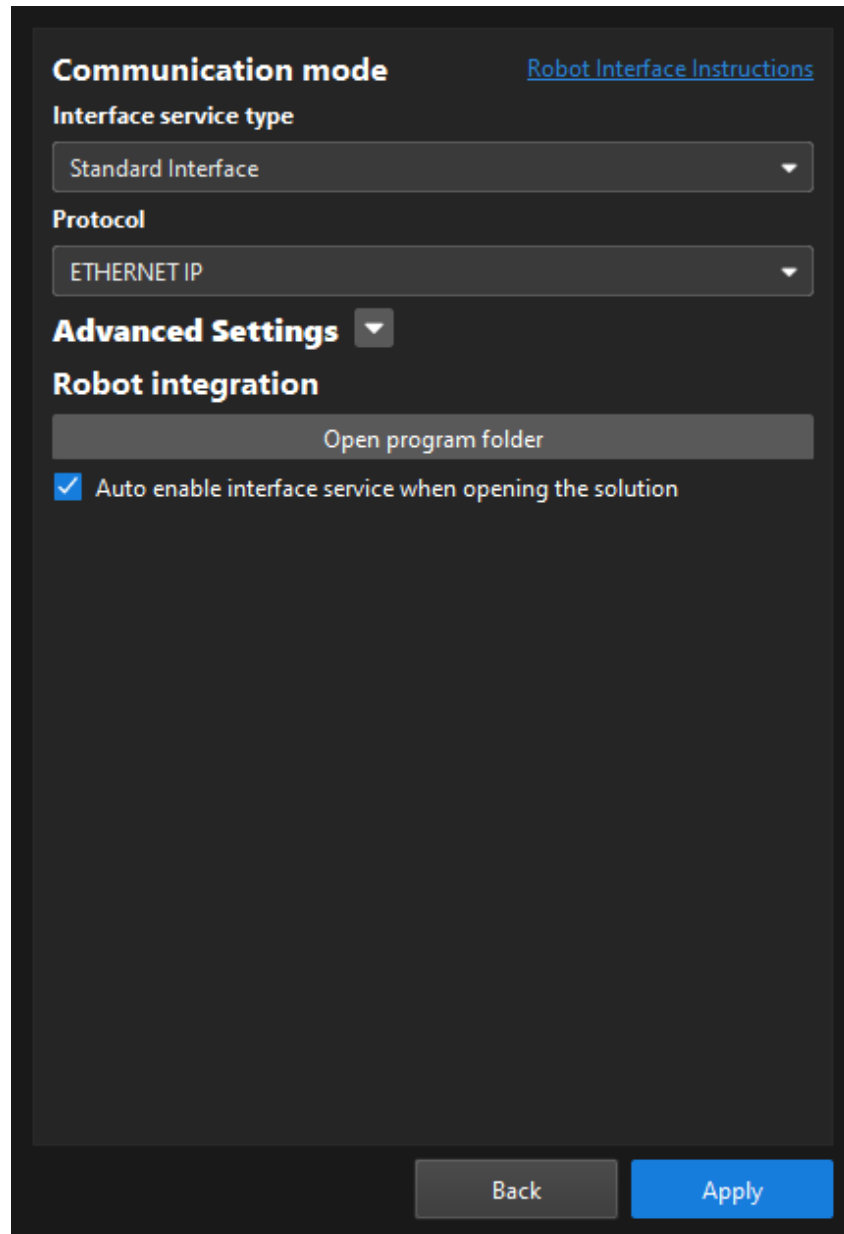 Communication mode
Robot Interface Instructions
Interface service type
Standard Interface
Protocol
ETHERNET IP
Advanced Settings
Robot integration
Open program folder
Auto enable interface service when opening the solution
Back
Apply